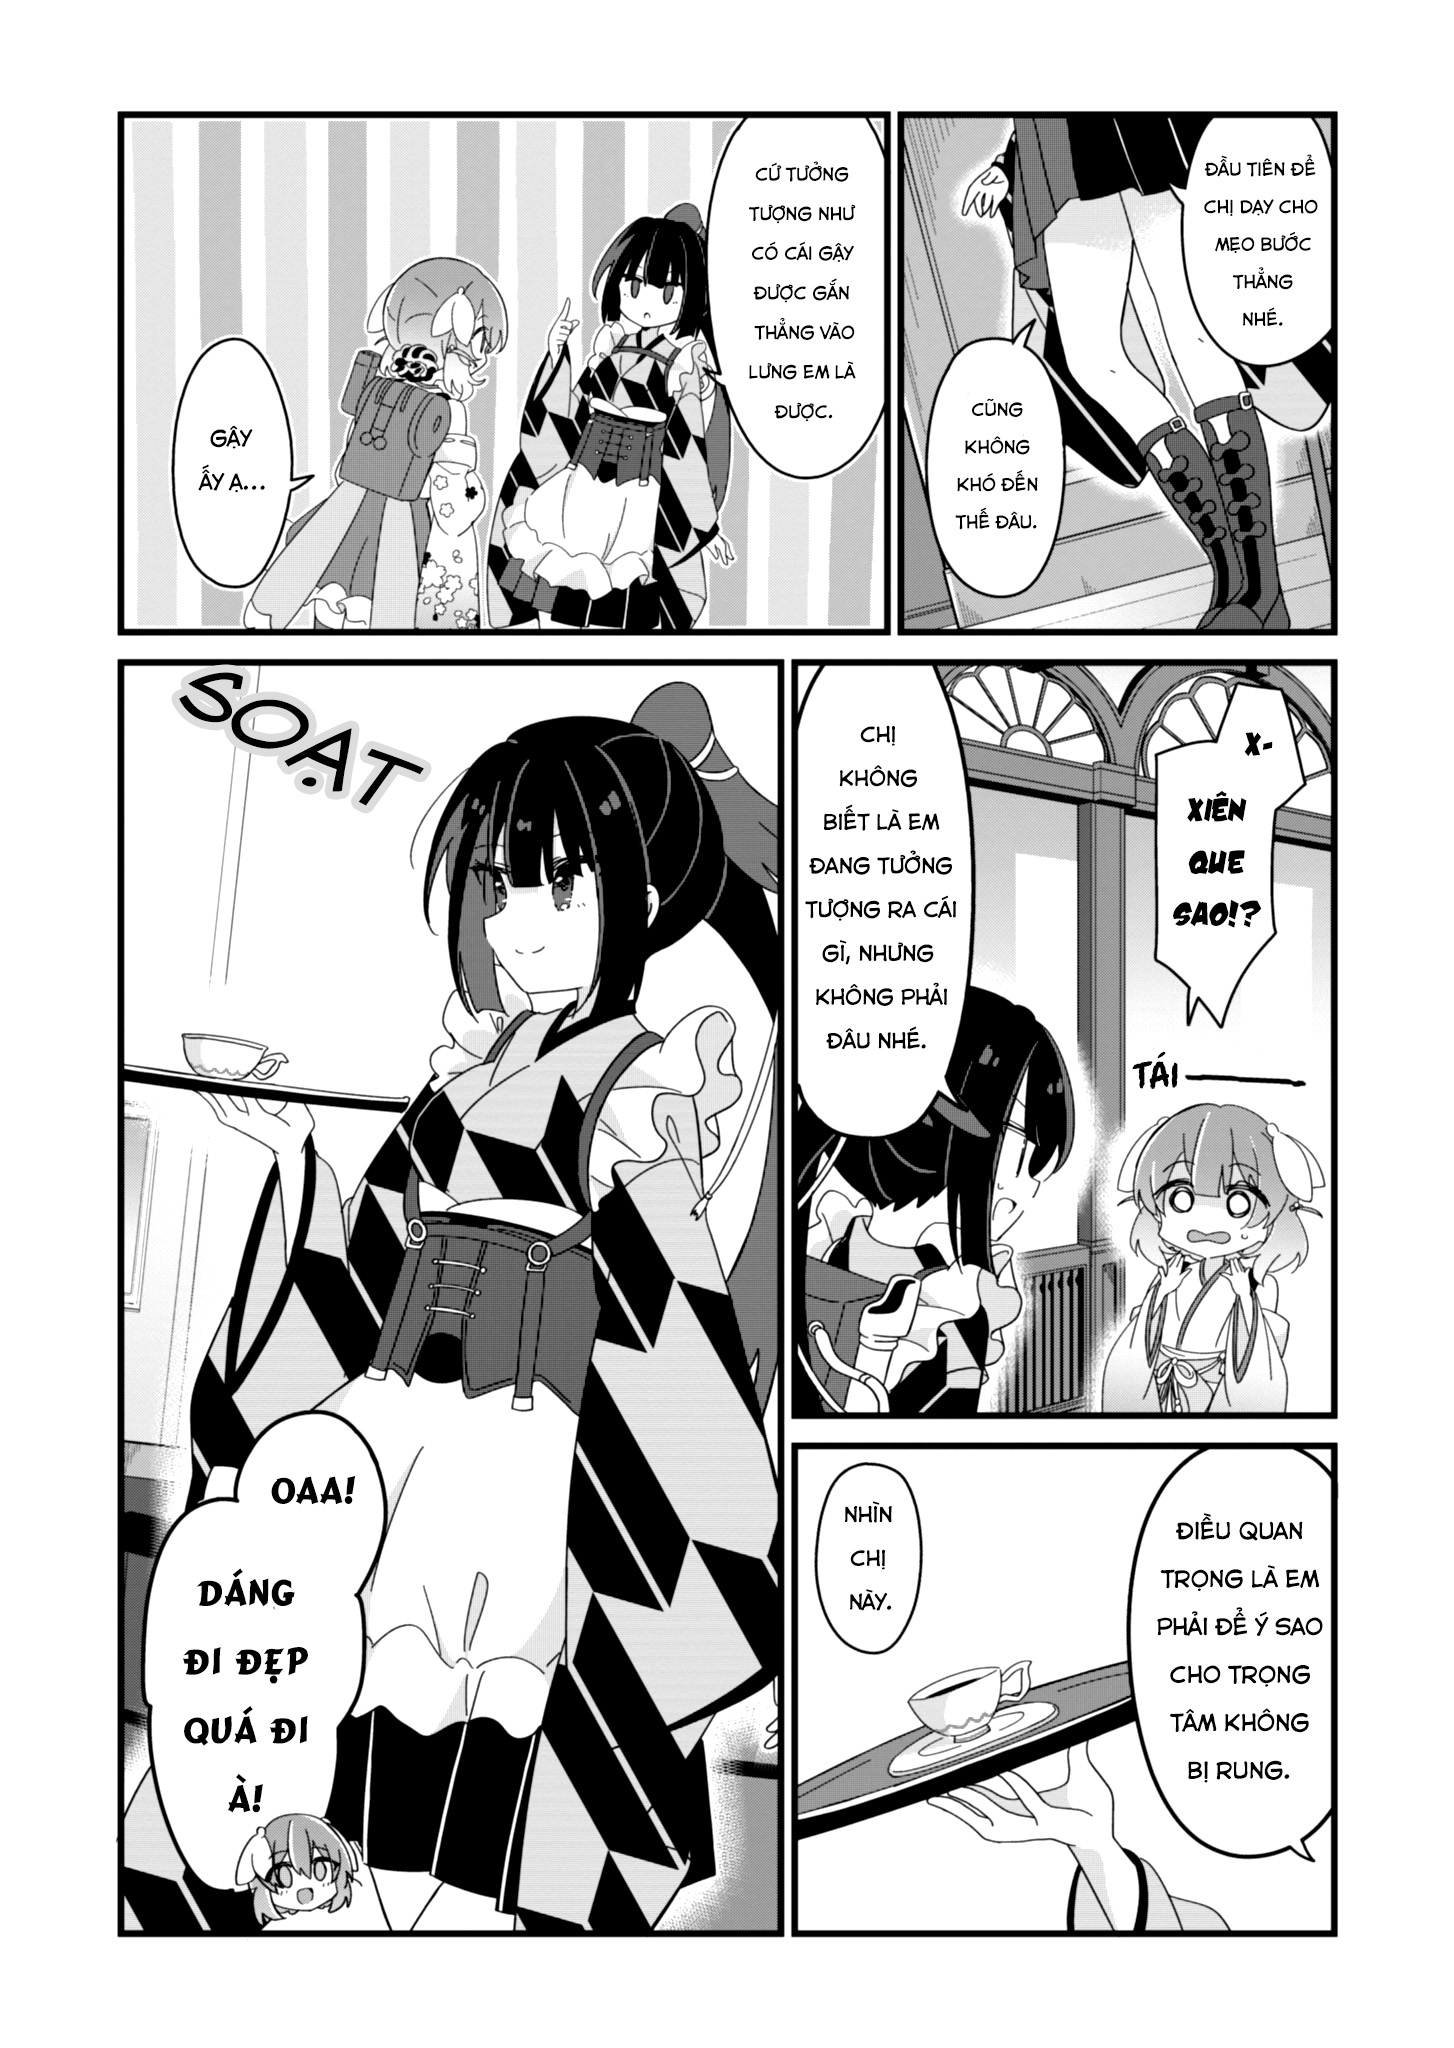 ĐẦU TIÊN ĐỂ
CHỊ DẠY CHO
MẸO BƯỚC
THẲNG
NHÉ.
CŨNG
KHÔNG
KHÓ ĐẾN
THẾ ĐÂU.
CỨ TƯỞNG
TƯỢNG NHƯ
CÓ CÁI GẬY
ĐƯỢC GẮN
THẲNG VÀO
LƯNG EM LÀ
ĐƯỢC.
GẬY
ẤY Ạ...
X-
XIÊN
QUE
SAO!?
TÁI
CHỊ
KHÔNG
BIẾT LÀ EM
ĐANG TƯỞNG
TƯỢNG RA CÁI
GÌ, NHƯNG
KHÔNG PHẢI
ĐÂU NHÉ.
ĐIỀU QUAN
TRỌNG LÀ EM
PHẢI ĐỂ Ý SAO
CHO TRỌNG
TÂM KHÔNG
BỊ RUNG.
NHÌN
CHỊ
NÀY.
SOẠT
OAA!
DÁNG
ĐI ĐẸP
QUÁ ĐI
À!